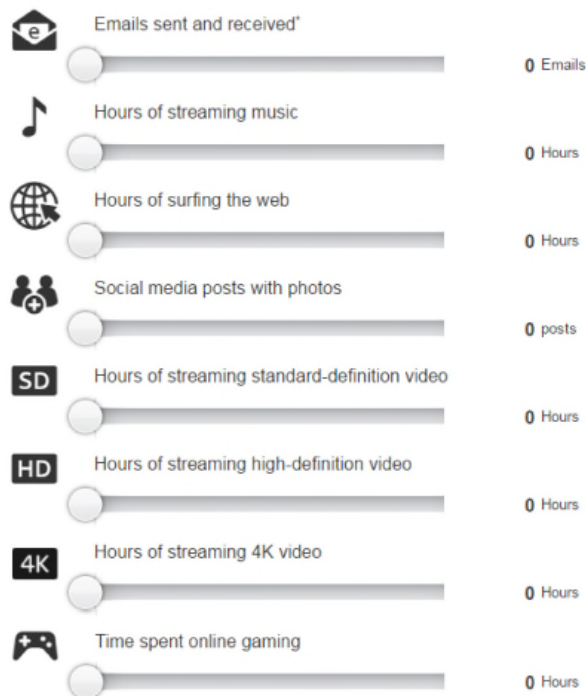 e
Emails sent and received*
0 Emails
Hours of streaming music
0 Hours
Hours of surfing the web
0 Hours
Social media posts with photos
0 posts
SD
Hours of streaming standard-definition video
0 Hours
HD
Hours of streaming high-definition video
0 Hours
4K
Hours of streaming 4K video
0 Hours
Time spent online gaming
0 Hours